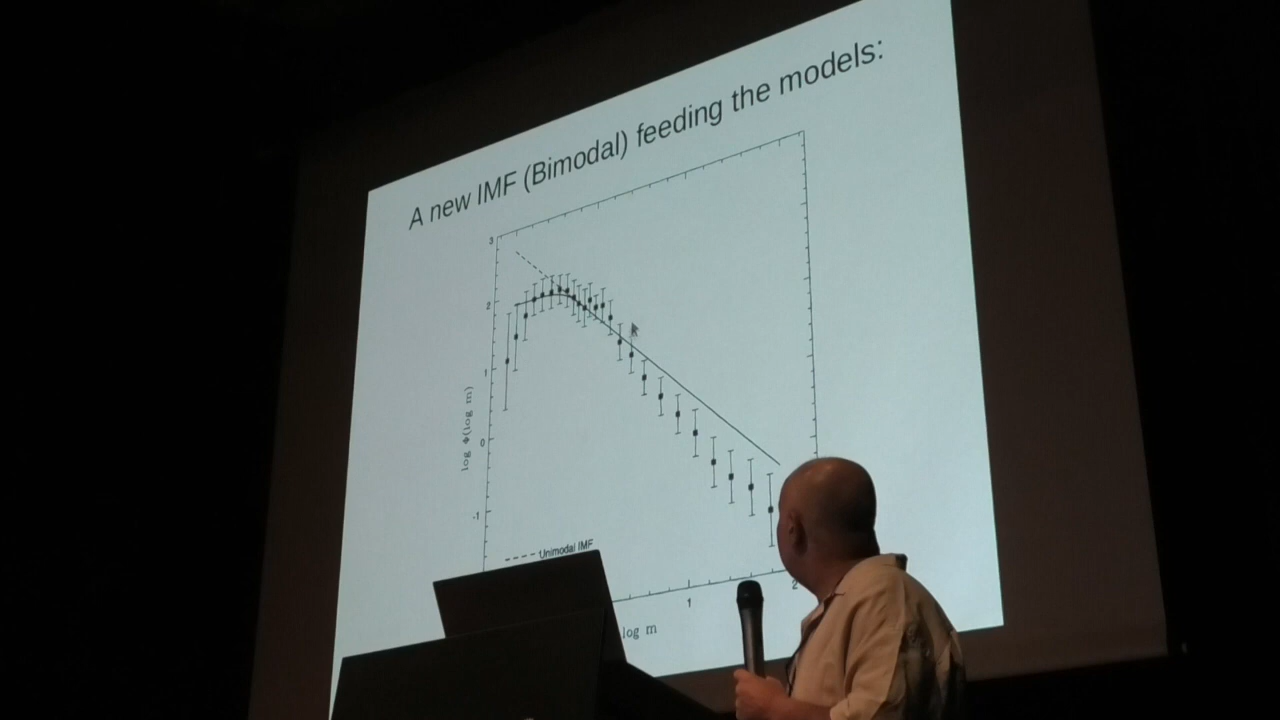 A new IMF (Bimodal) feeding the models:
3
2
1
0
-1
log Φ(log m)
Unimodal IMF
1
2
log m